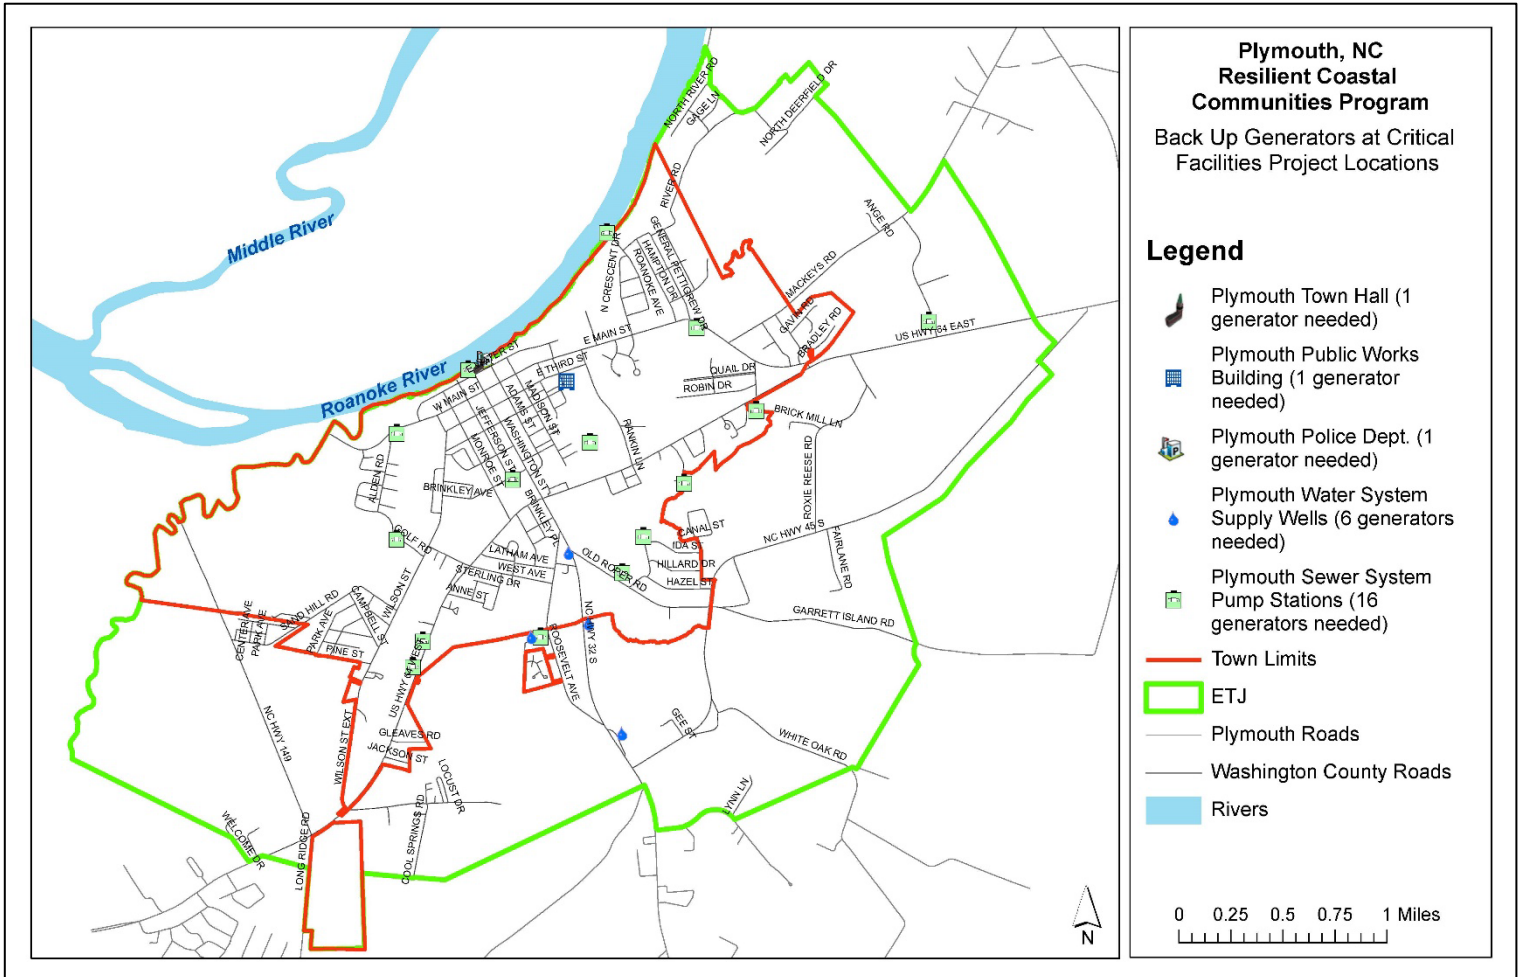 Plymouth, NC
Resilient Coastal
Communities Program
Back Up Generators at Critical
Facilities Project Locations
Legend
Plymouth Town Hall (1
generator needed)
Plymouth Public Works
Building (1 generator
needed)
Plymouth Police Dept. (1
generator needed)
Plymouth Water System
Supply Wells (6 generators
needed)
Plymouth Sewer System
Pump Stations (16
generators needed)
Town Limits
ETJ
Plymouth Roads
Washington County Roads
Rivers
0 0.25 0.5 0.75 1 Miles
N
Middle River
Roanoke River
NORTH RIVER RD
GAGE LN
NORTH DEERFIELD DR
RIVER RD
ANGE RD
GENERAL PETTIGREW DR
HAMPTON DR
ROANOKE AVE
N CRESCENT DR
MACKEYS RD
GAVIN RD
BRADLEY RD
US HWY 64 EAST
E MAIN ST
E THIRD ST
QUAIL DR
ROBIN DR
W MAIN ST
MADISON ST
ADAMS ST
WASHINGTON ST
JEFFERSON ST
MONROE ST
RANKIN LN
BRICK MILL LN
ROXIE REESE RD
ALDEN RD
BRINKLEY AVE
BRINKLEY PL
GOLF RD
CANAL ST
IDA ST
HILLARD DR
HAZEL ST
NC HWY 45 S
FAIRLANE RD
OLD ROPER RD
LATHAM AVE
WEST AVE
STERLING DR
ANNE ST
WILSON ST
CAMPBELL ST
SAND HILL RD
PARK AVE
CENTER AVE
PARK AVE
PINE ST
GARRETT ISLAND RD
NC HWY 32 S
ROOSEVELT AVE
US HWY 64 WEST
NC HWY 149
WILSON ST EXT
GLEAVES RD
JACKSON ST
LOCUST DR
GEE ST
WHITE OAK RD
LYNN LN
COOL SPRINGS RD
LONG RIDGE RD
WELCOME DR